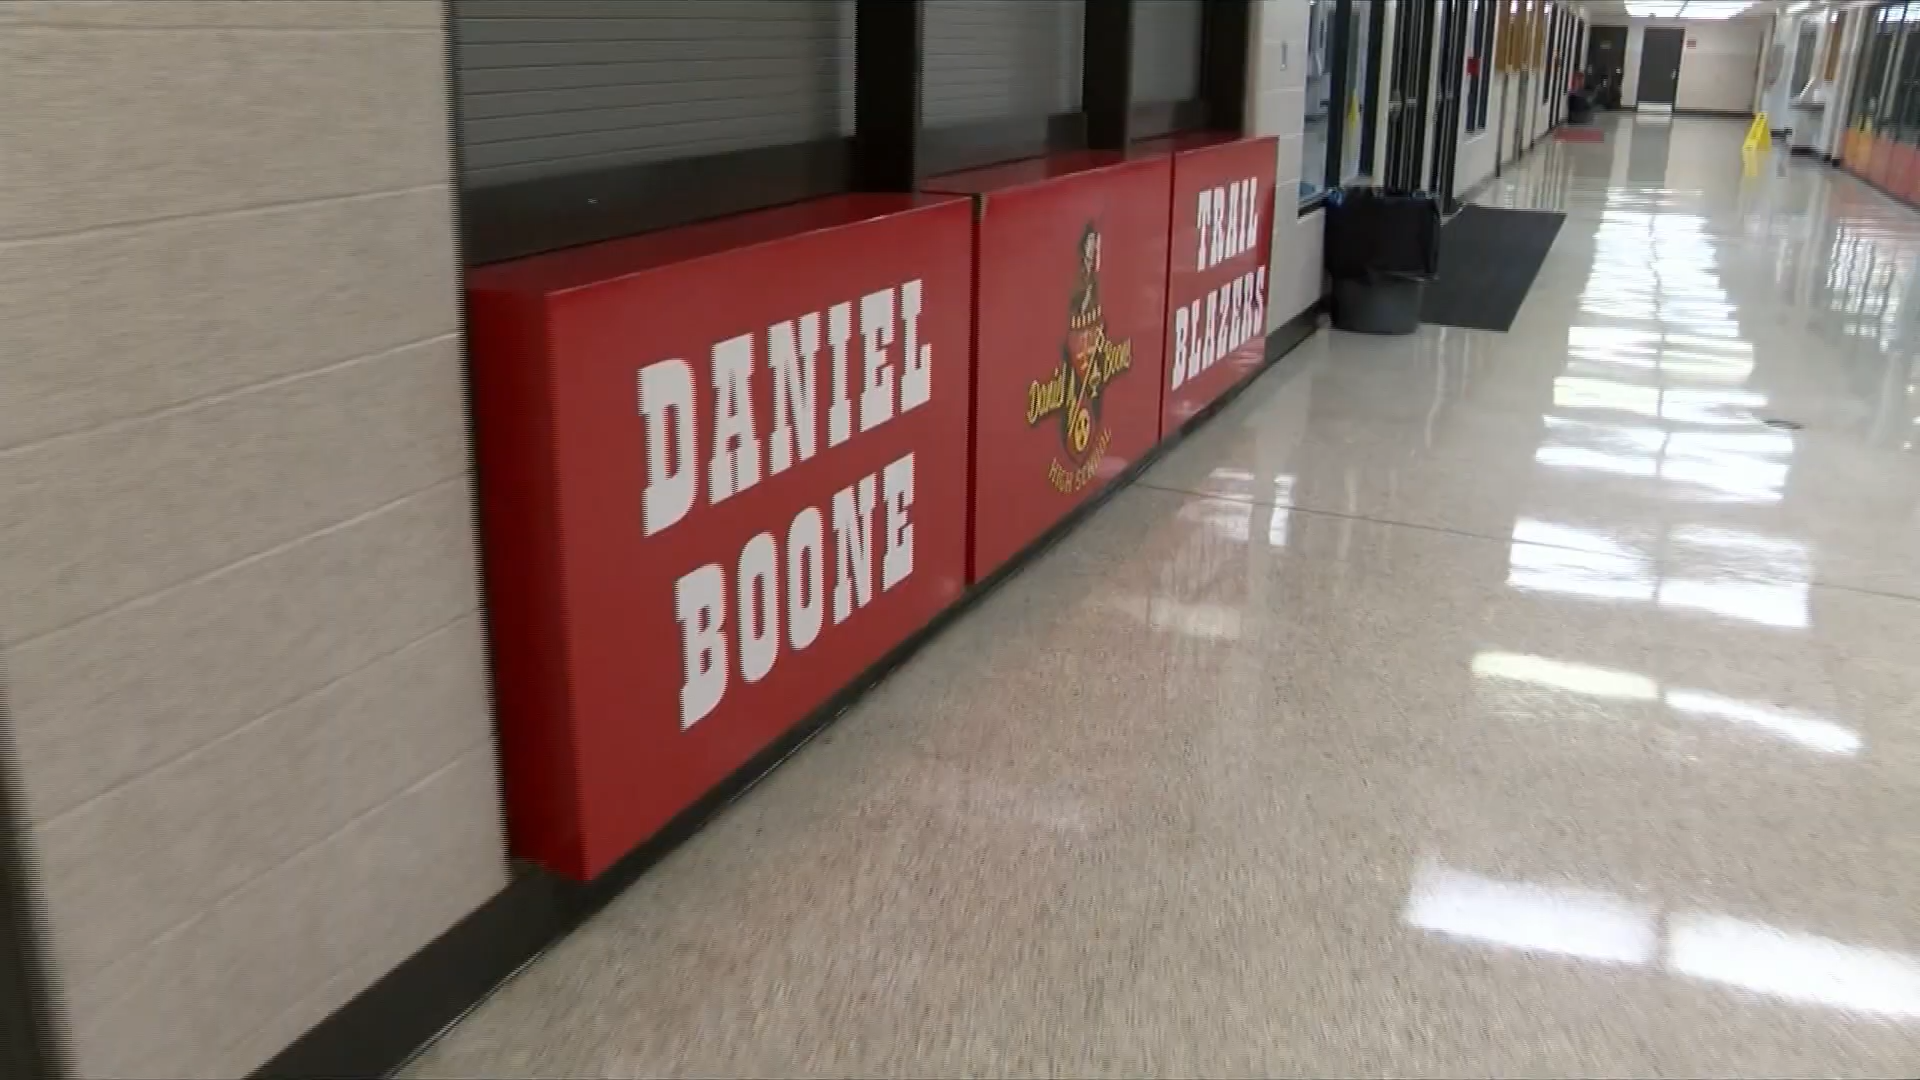 DANIEL
BOONE
Daniel Boone
HIGH SCHOOL
TRAIL
BLAZERS